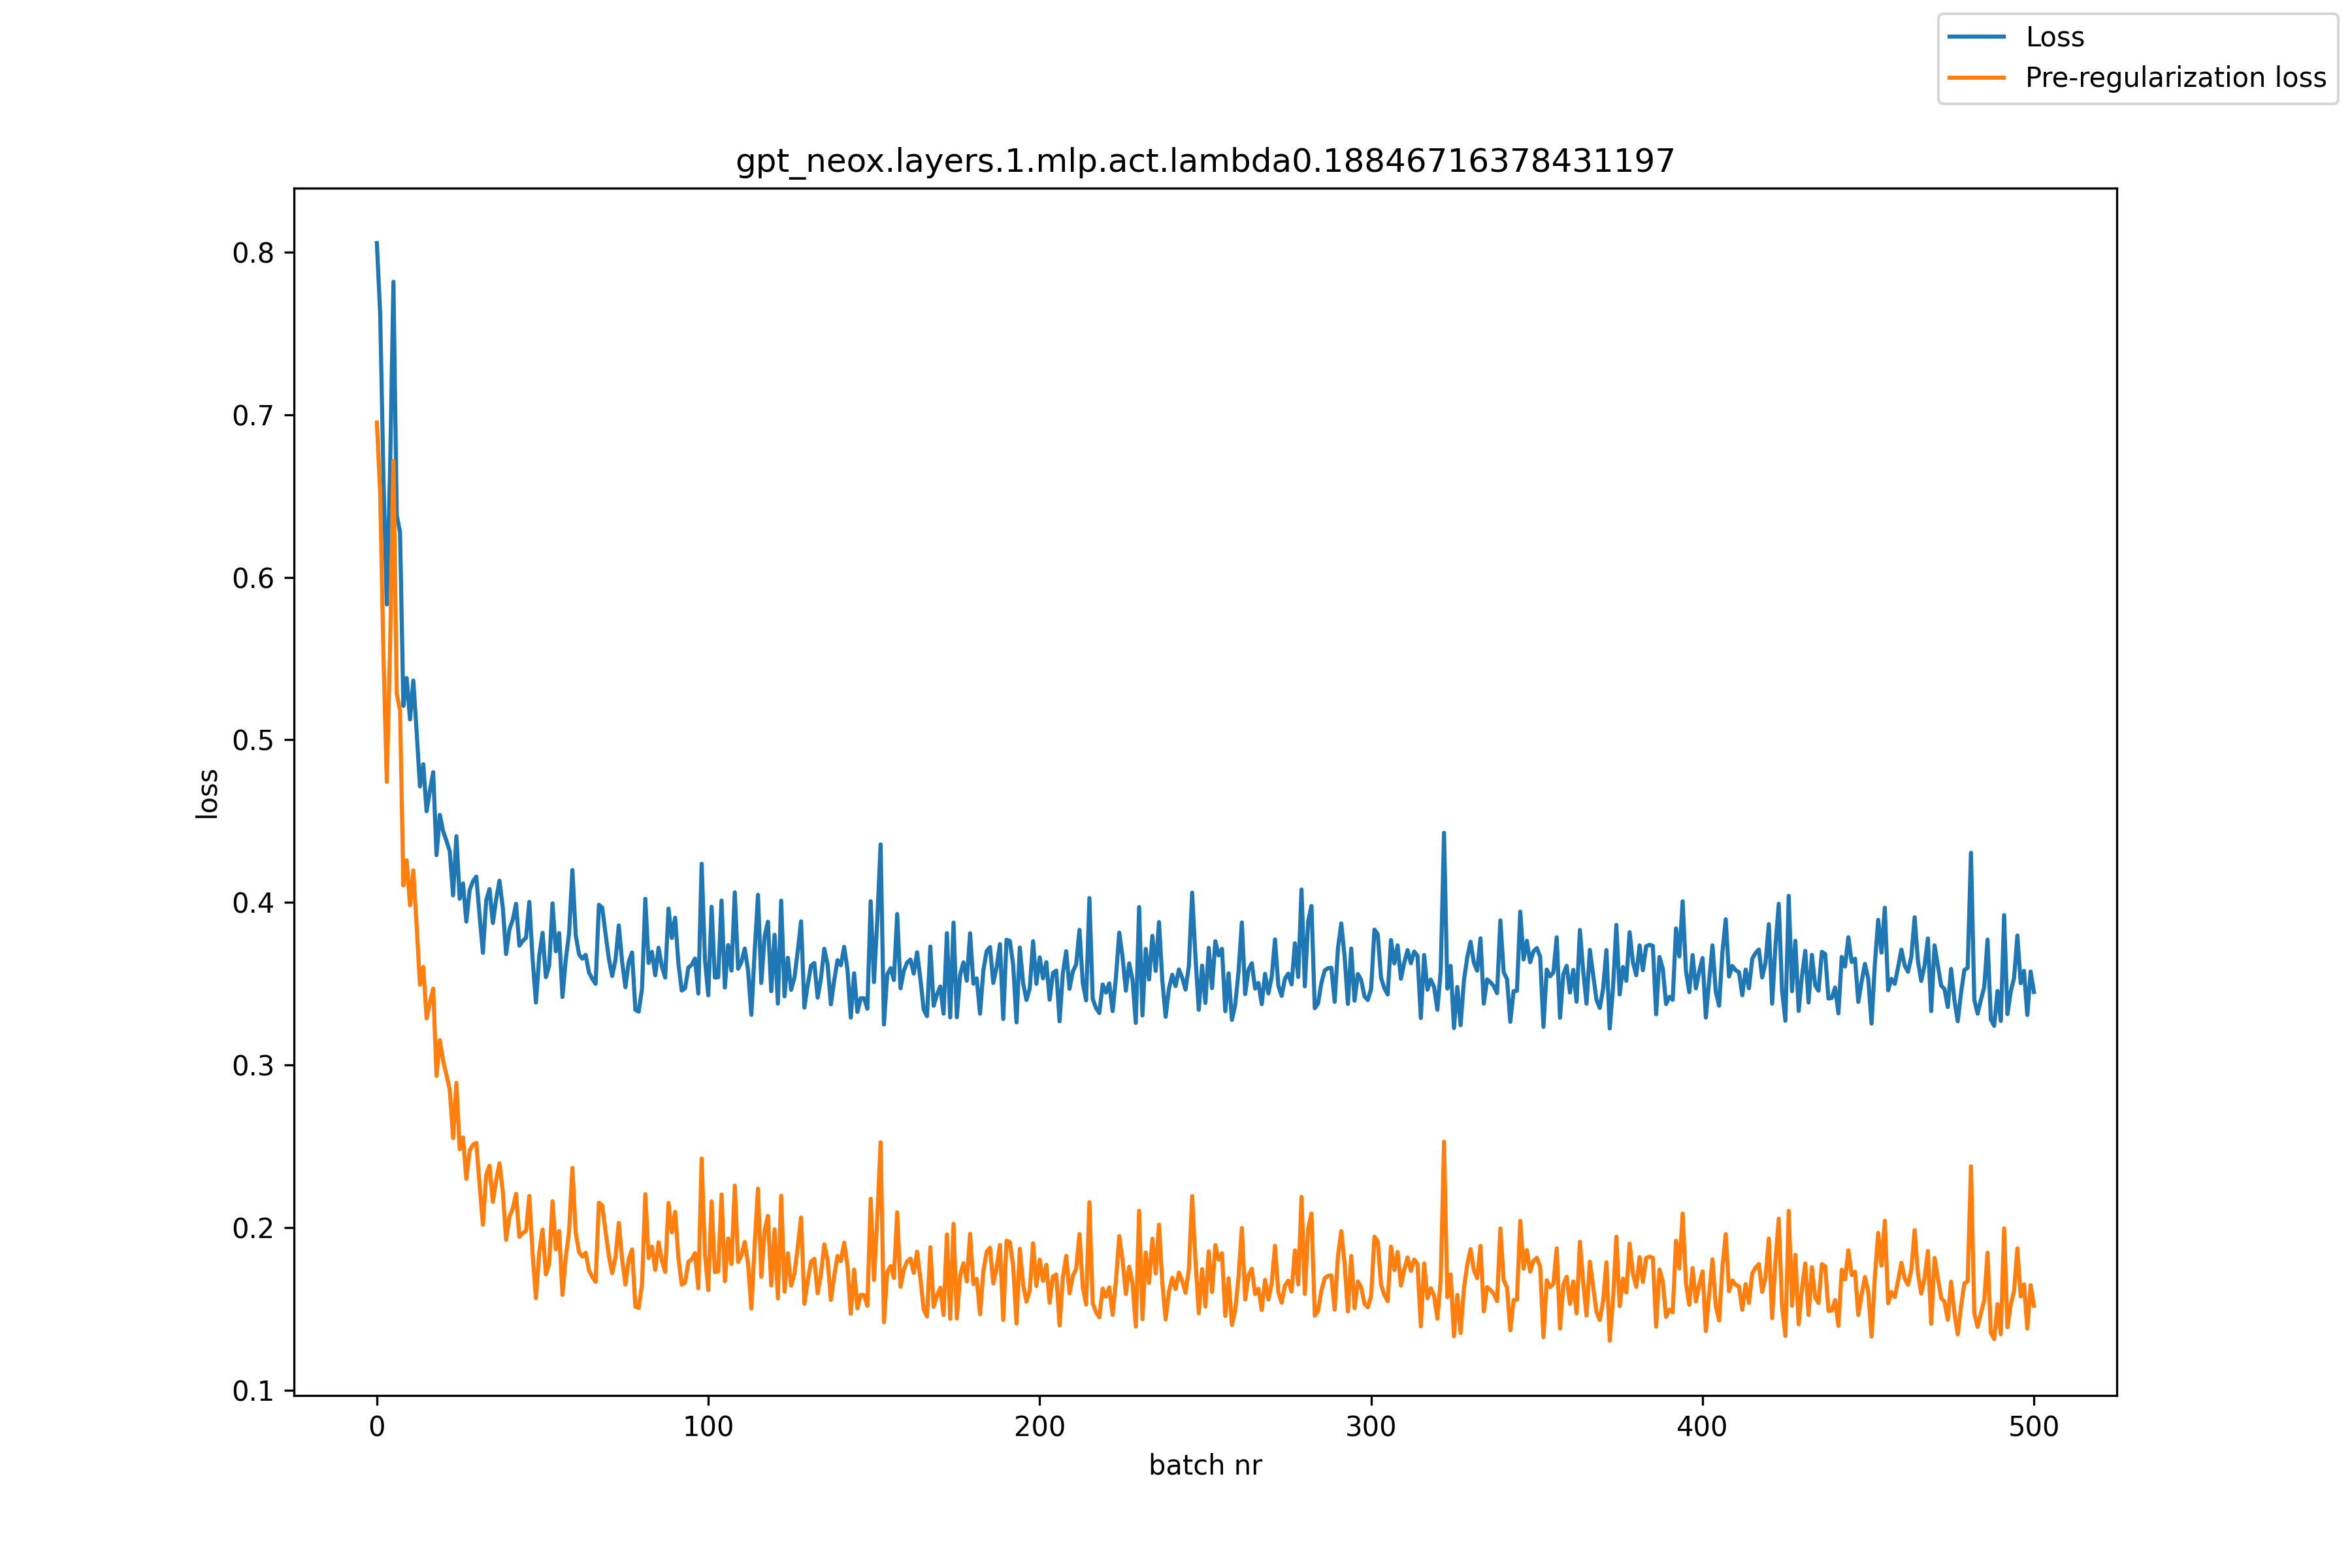 Loss
Pre-regularization loss
gpt_neox.layers.1.mlp.act.lambda0.18846716378431197
0.8
0.7
0.6
0.5
0.4
0.3
0.2
0.1
loss
0 100 200 300 400 500
batch nr